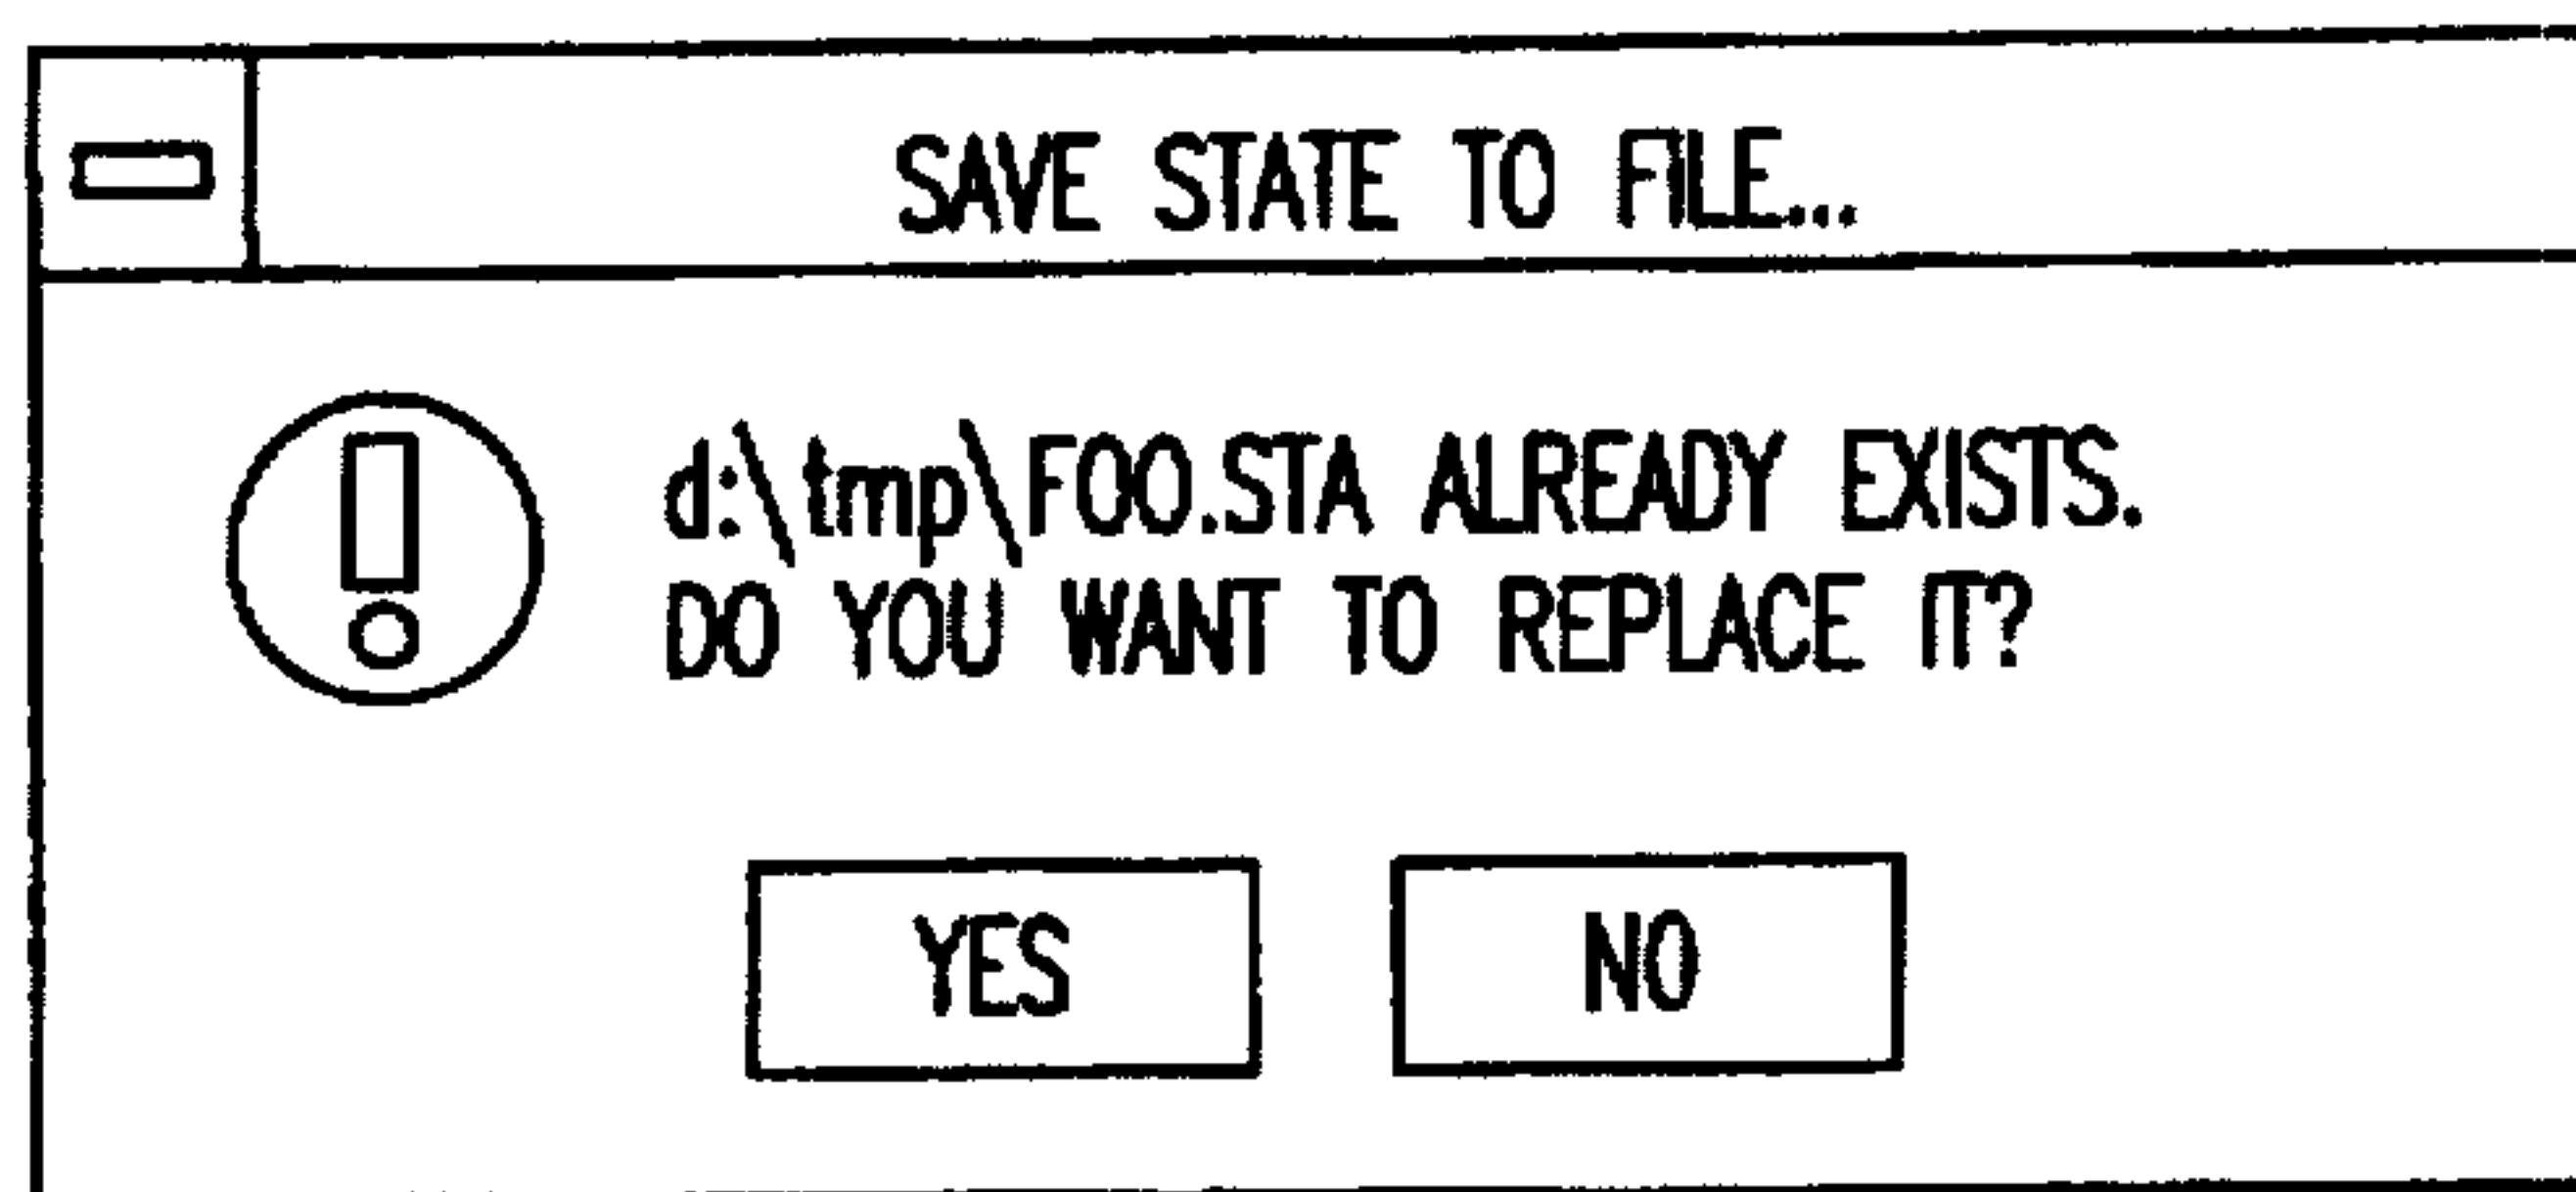 SAVE STATE TO FILE...
d:\tmp\FOO.STA ALREADY EXISTS.
DO YOU WANT TO REPLACE IT?
YES NO